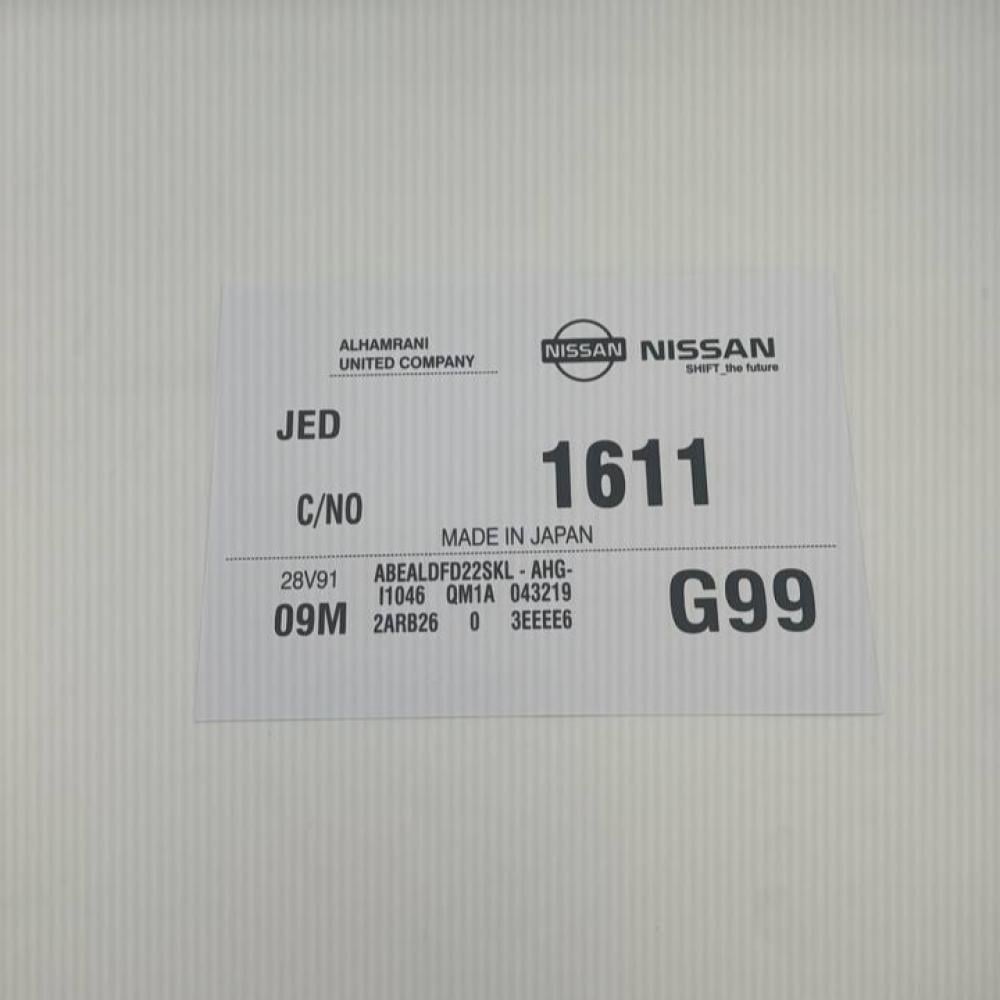 ALHAMRANI
UNITED COMPANY
NISSAN NISSAN
SHIFT_the future
JED
1611
C/NO
MADE IN JAPAN
28V91 ABEALDFD22SKL - AHG-
I1046 QM1A 043219
09M 2ARB26 0 3EEEE6
G99